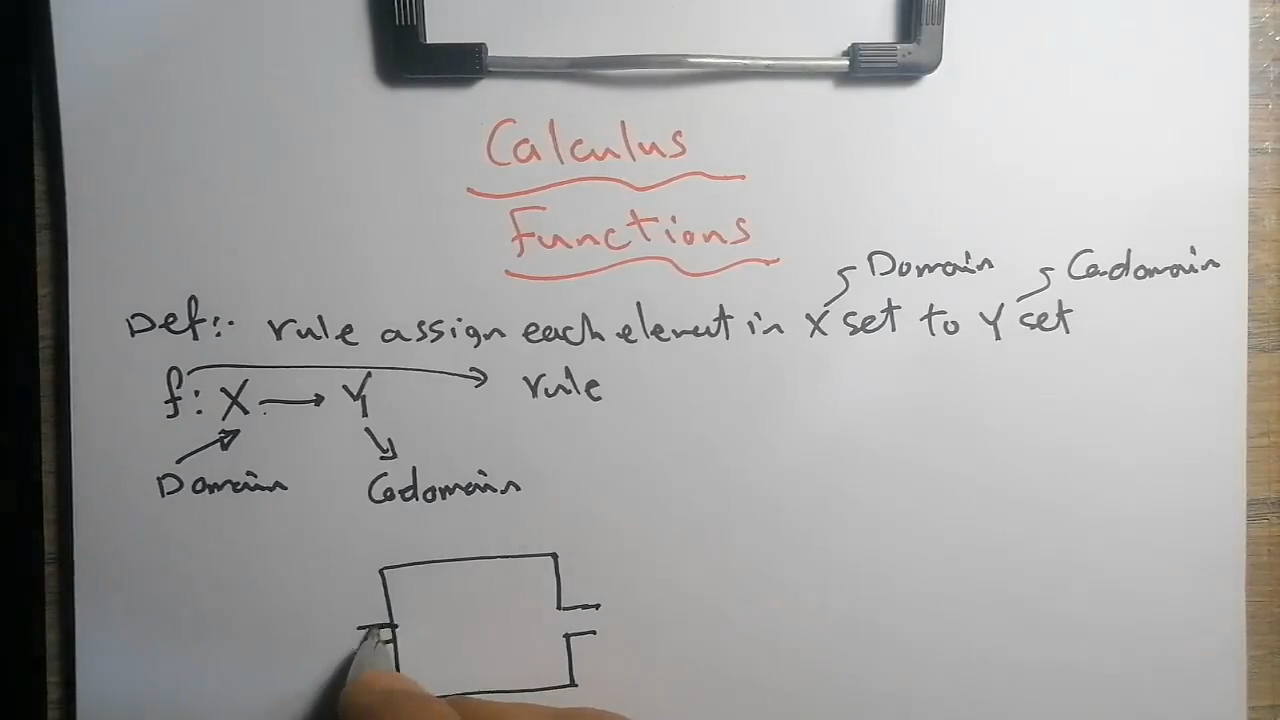 Calculus
Functions
Domain Codomain
Def:- rule assign each element in X set to Y set
f: X → Y → rule
Domain Codomain